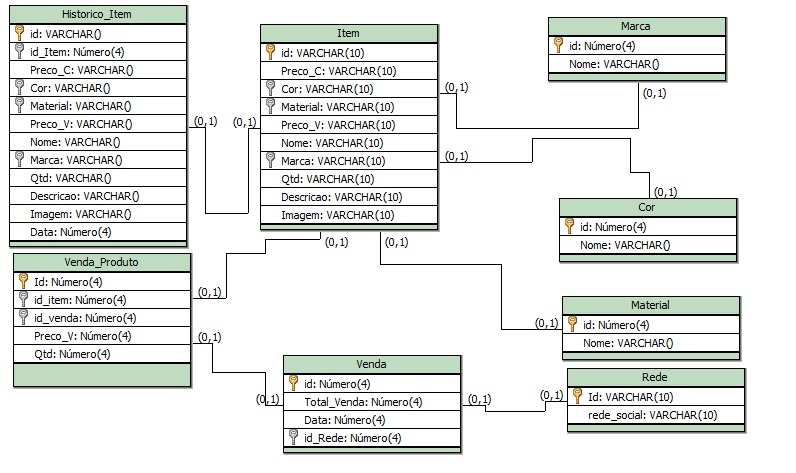 Historico_Item
id: VARCHAR()
id_Item: Número(4)
Preco_C: VARCHAR()
Cor: VARCHAR()
Material: VARCHAR()
Preco_V: VARCHAR()
Nome: VARCHAR()
Marca: VARCHAR()
Qtd: VARCHAR()
Descricao: VARCHAR()
Imagem: VARCHAR()
Data: Número(4)
(0,1)
(0,1)
Item
id: VARCHAR(10)
Preco_C: VARCHAR(10)
Cor: VARCHAR(10)
Material: VARCHAR(10)
Preco_V: VARCHAR(10)
Nome: VARCHAR(10)
Marca: VARCHAR(10)
Qtd: VARCHAR(10)
Descricao: VARCHAR(10)
Imagem: VARCHAR(10)
(0,1)
(0,1)
(0,1)
(0,1)
Marca
id: Número(4)
Nome: VARCHAR()
(0,1)
(0,1)
Cor
id: Número(4)
Nome: VARCHAR()
Venda_Produto
Id: Número(4)
id_item: Número(4)
id_venda: Número(4)
Preco_V: Número(4)
Qtd: Número(4)
(0,1)
(0,1)
(0,1)
Material
id: Número(4)
Nome: VARCHAR()
(0,1)
Venda
id: Número(4)
Total_Venda: Número(4)
Data: Número(4)
id_Rede: Número(4)
(0,1)
(0,1)
Rede
Id: VARCHAR(10)
rede_social: VARCHAR(10)